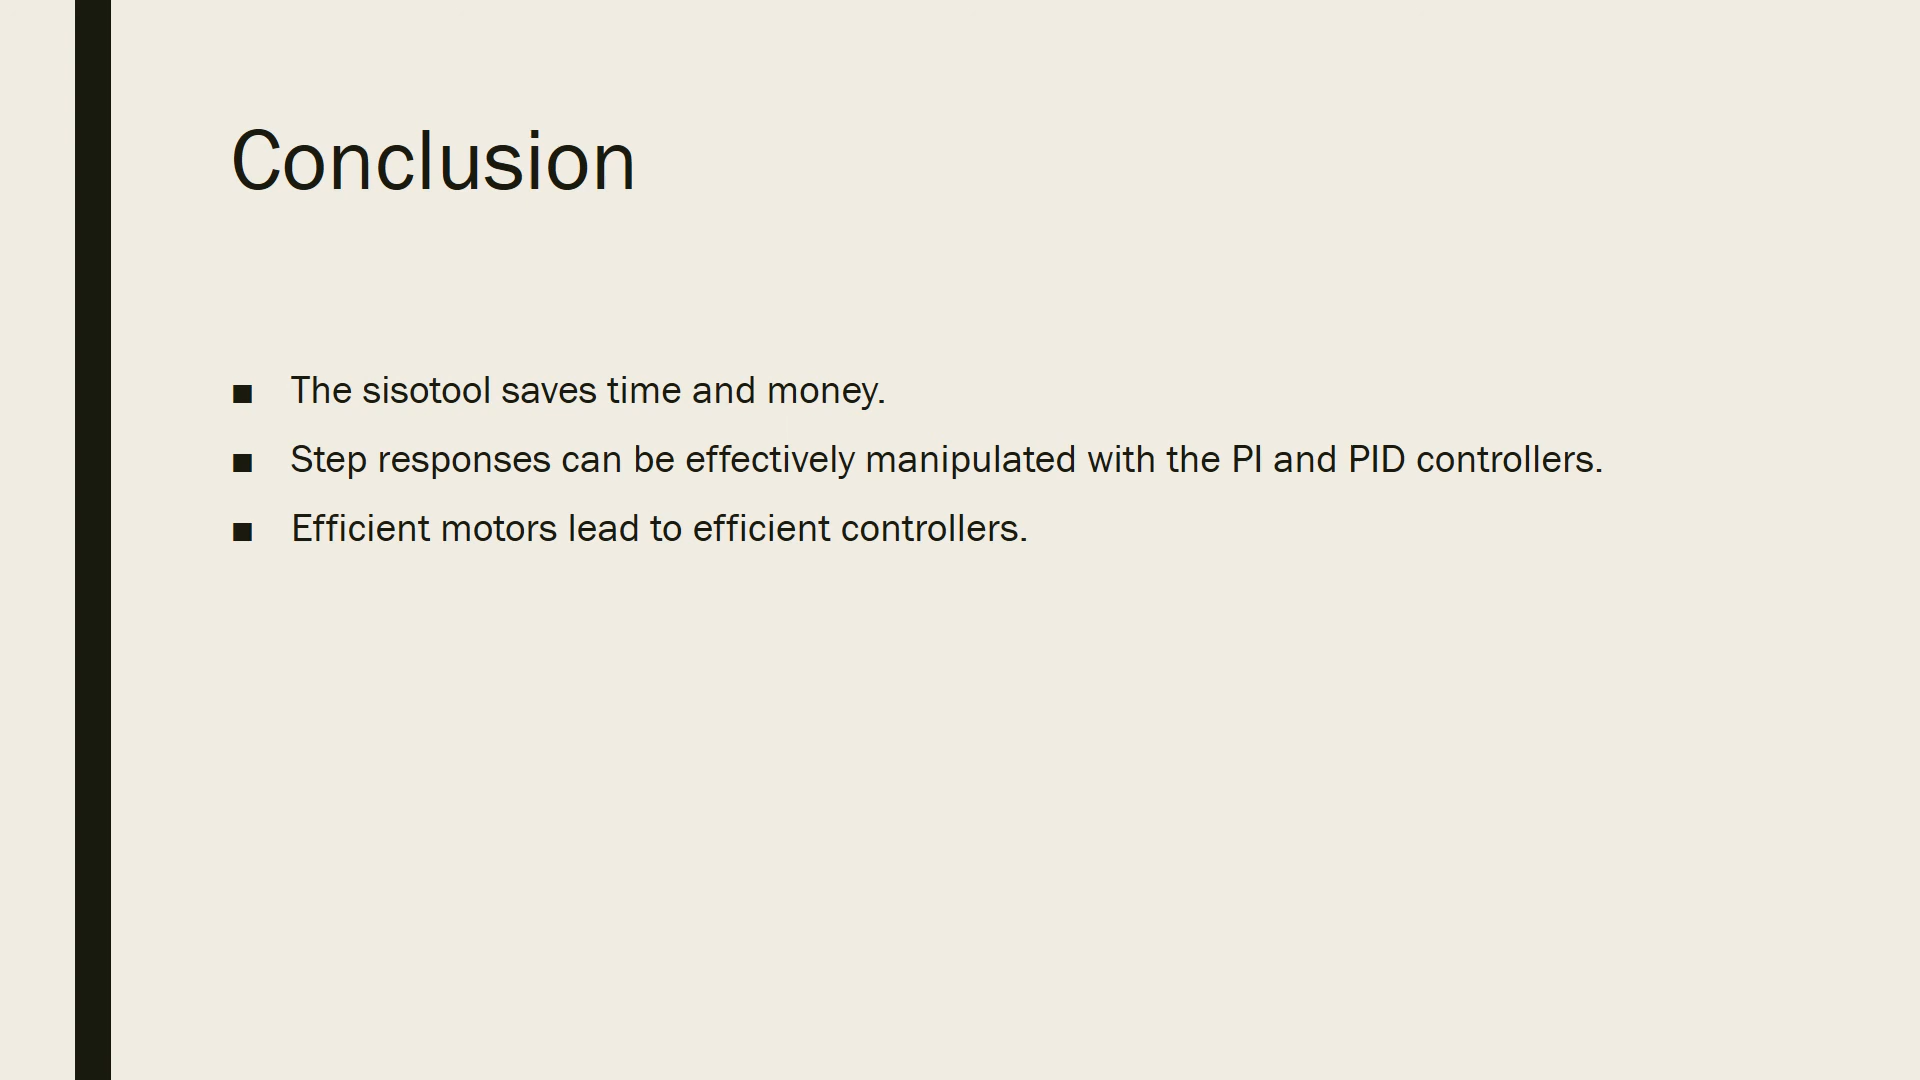 Conclusion
■ The sisotool saves time and money.
■ Step responses can be effectively manipulated with the PI and PID controllers.
■ Efficient motors lead to efficient controllers.